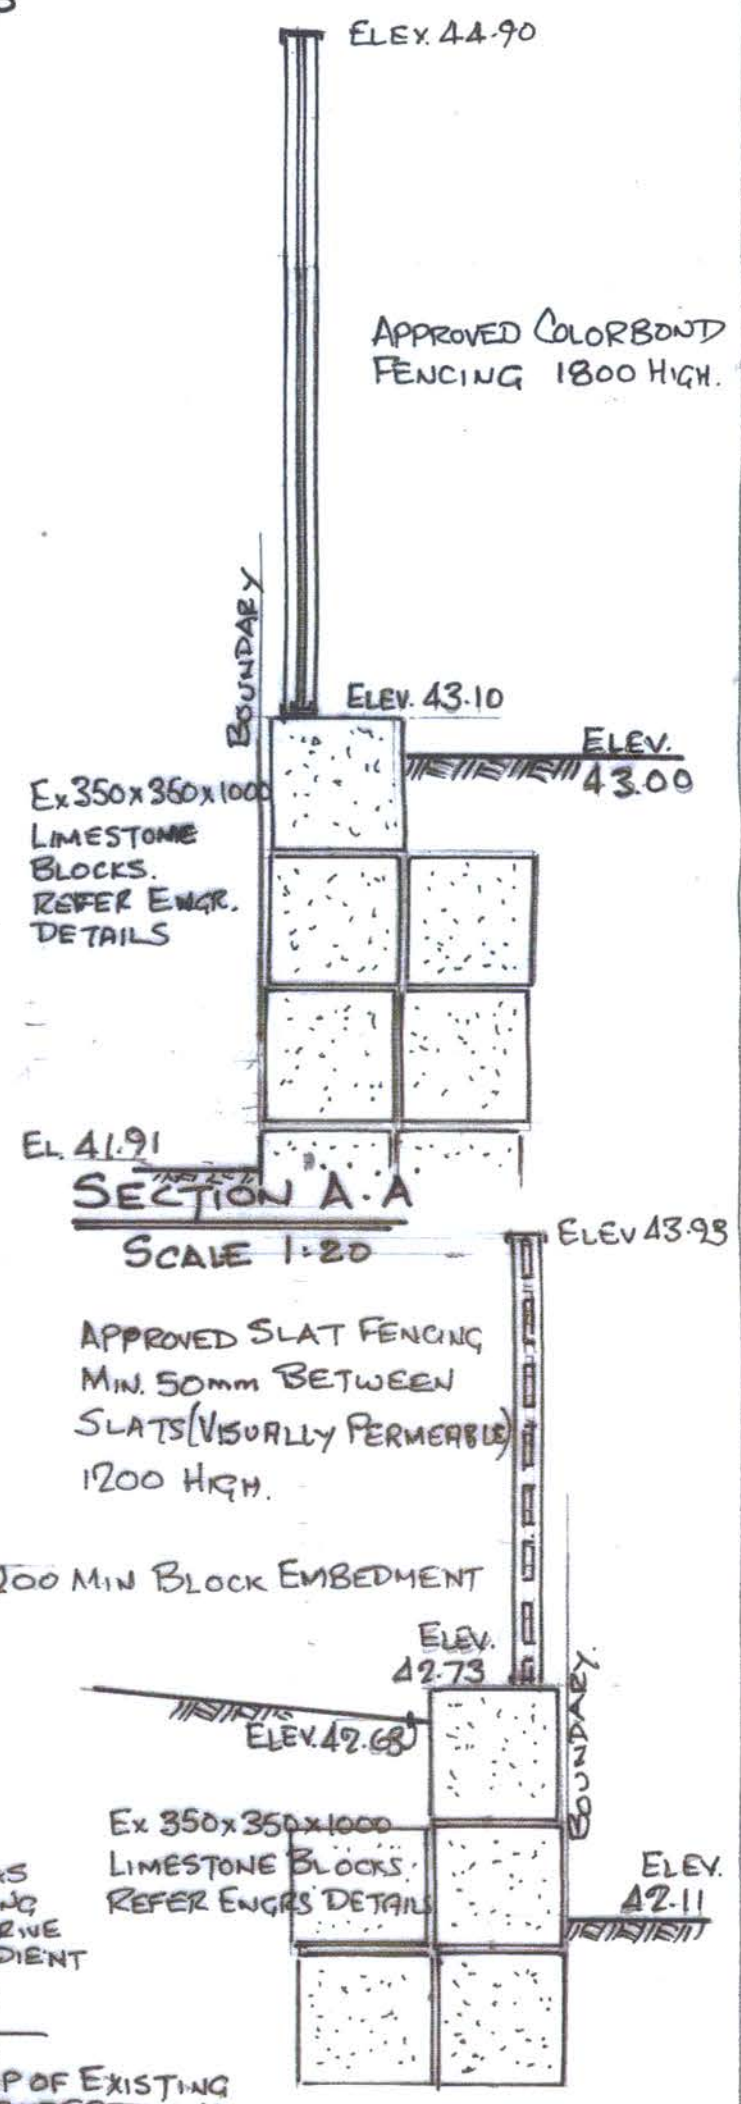 ELEV. 44.90
APPROVED COLORBOND
FENCING 1800 HIGH.
BOUNDARY
ELEV. 43.10
ELEV.
43.00
Ex 350x350x1000
LIMESTONE
BLOCKS.
REFER ENGR.
DETAILS
EL. 41.91
SECTION A.A
SCALE 1:20
ELEV 43.93
APPROVED SLAT FENCING
MIN. 50mm BETWEEN
SLATS (VISUALLY PERMEABLE)
1200 HIGH.
200 MIN BLOCK EMBEDMENT
ELEV.
42.73
ELEV. 42.68
BOUNDARY.
Ex 350x350x1000
LIMESTONE BLOCKS.
REFER ENGRS DETAILS
ELEV.
42.11
P OF EXISTING